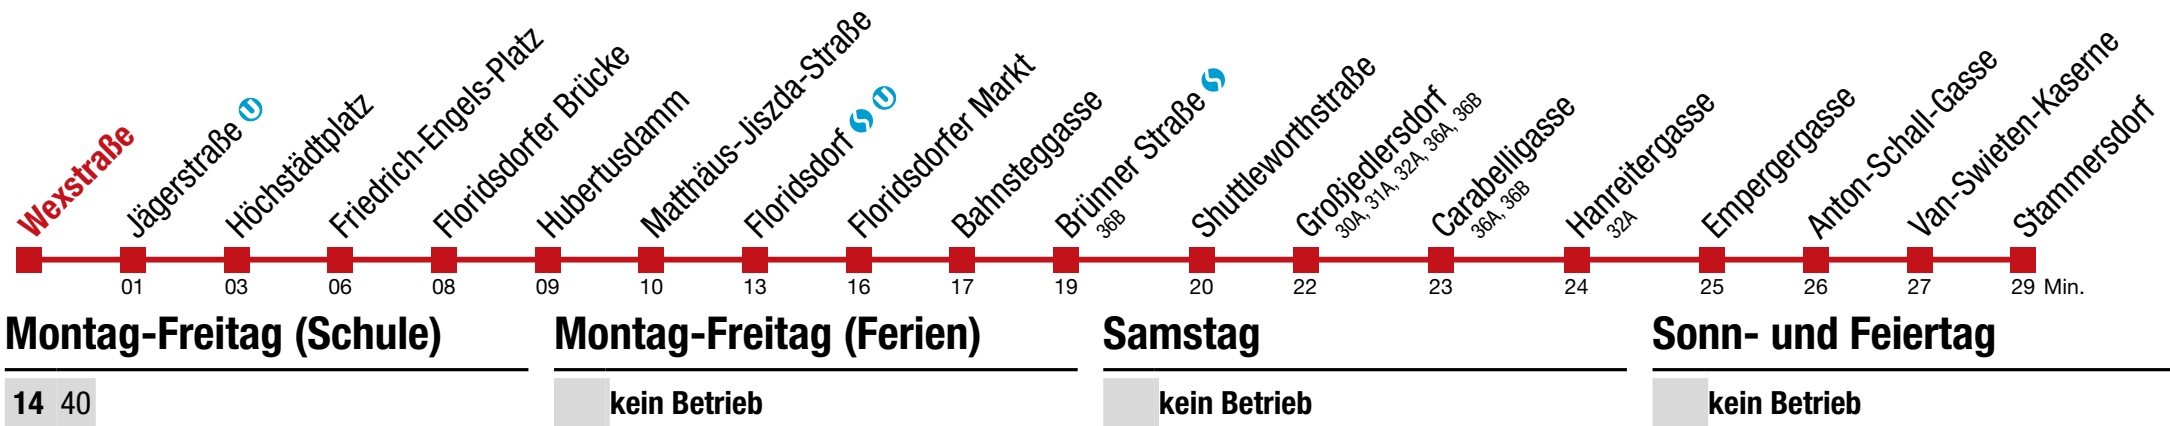 Wexstraße
Jägerstraße U
Höchstädtplatz
Friedrich-Engels-Platz
Floridsdorfer Brücke
Hubertusdamm
Matthäus-Jiszda-Straße
Floridsdorf S U
Floridsdorfer Markt
Bahnsteggasse
Brünner Straße S
36B
Shuttleworthstraße
Großjedlersdorf
30A, 31A, 32A, 36A, 36B
Carabelligasse
36A, 36B
Hanreitergasse
32A
Empergergasse
Anton-Schall-Gasse
Van-Swieten-Kaserne
Stammersdorf
01 03 06 08 09 10 13 16 17 19 20 22 23 24 25 26 27 29 Min.
Montag-Freitag (Schule) Montag-Freitag (Ferien) Samstag Sonn- und Feiertag
14 40 kein Betrieb kein Betrieb kein Betrieb